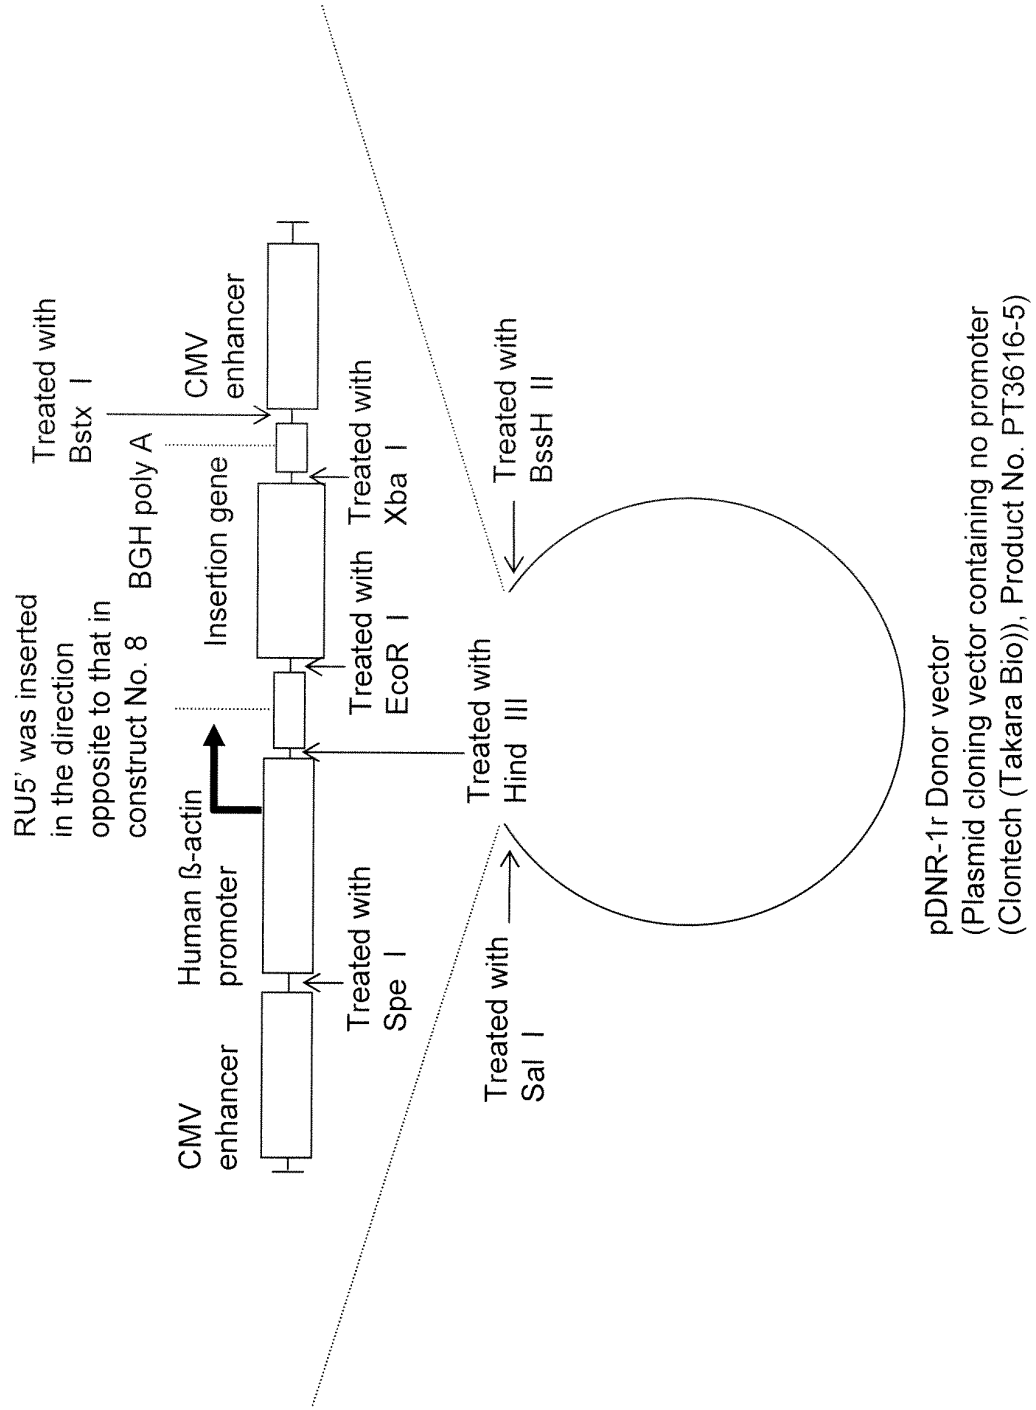 RU5' was inserted
in the direction
opposite to that in
construct No. 8
Treated with
Bstx I
BGH poly A
CMV
enhancer
Human ß-actin
promoter
Insertion gene
CMV
enhancer
Treated with
Spe I
Treated with
EcoR I
Treated with
Xba I
Treated with
Hind III
Treated with
Sal I
Treated with
BssH II
pDNR-1r Donor vector
(Plasmid cloning vector containing no promoter
(Clontech (Takara Bio)), Product No. PT3616-5)